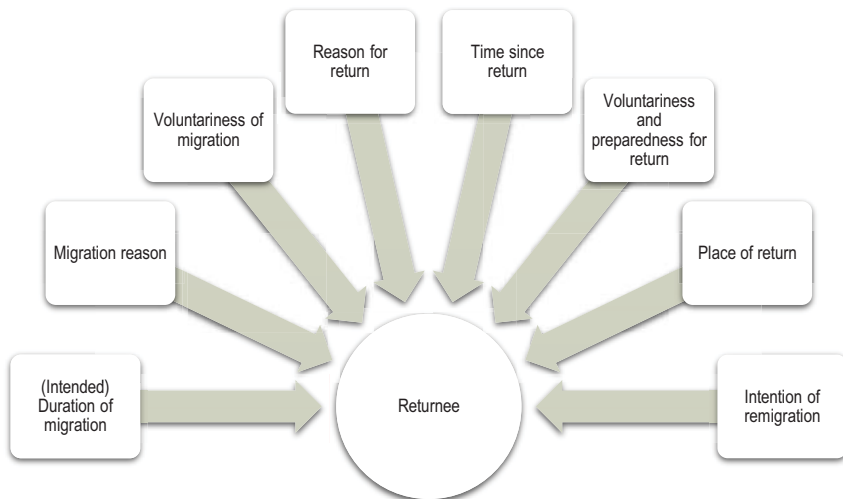 Reason for
return
Time since
return
Voluntariness of
migration
Voluntariness
and
preparedness for
return
Migration reason
Place of return
(Intended)
Duration of
migration
Returnee
Intention of
remigration